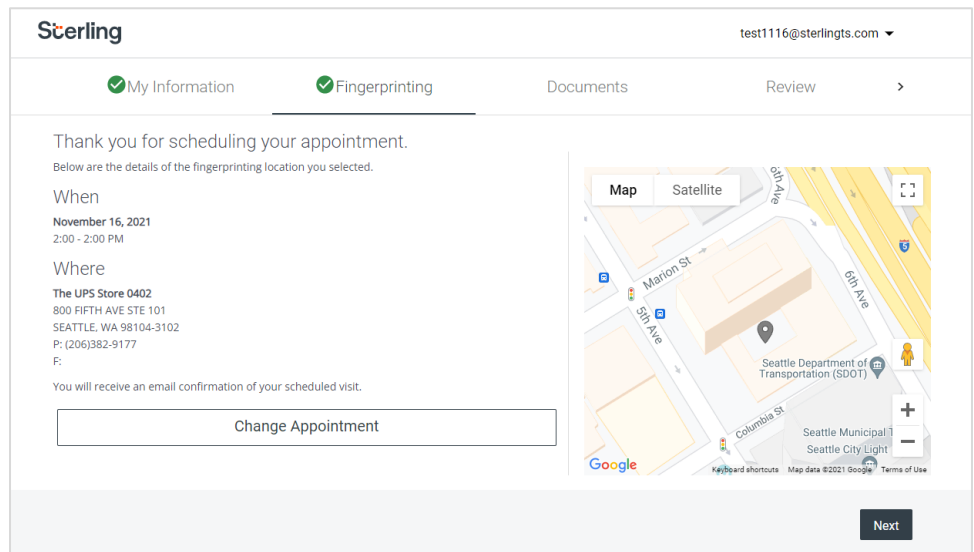 Sterling
test1116@sterlingts.com
My Information
Fingerprinting
Documents
Review
Thank you for scheduling your appointment.
Below are the details of the fingerprinting location you selected.
When
November 16, 2021
2:00 - 2:00 PM
Where
The UPS Store 0402
800 FIFTH AVE STE 101
SEATTLE, WA 98104-3102
P: (206)382-9177
F:
You will receive an email confirmation of your scheduled visit.
Change Appointment
Map
Satellite
6th Ave
5
Marion St
6th Ave
5th Ave
Seattle Department of
Transportation (SDOT)
Columbia St
Seattle Municipal T
Seattle City Light
Google
Keyboard shortcuts
Map data ©2021 Google
Terms of Use
Next